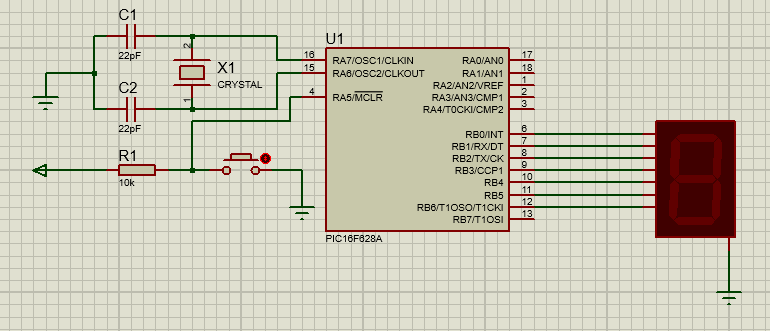 C1
22pF
2
X1
CRYSTAL
1
C2
22pF
R1
10k
U1
16 RA7/OSC1/CLKIN
15 RA6/OSC2/CLKOUT
4 RA5/MCLR
RA0/AN0 17
RA1/AN1 18
RA2/AN2/VREF 1
RA3/AN3/CMP1 2
RA4/T0CKI/CMP2 3
RB0/INT 6
RB1/RX/DT 7
RB2/TX/CK 8
RB3/CCP1 9
RB4 10
RB5 11
RB6/T1OSO/T1CKI 12
RB7/T1OSI 13
PIC16F628A